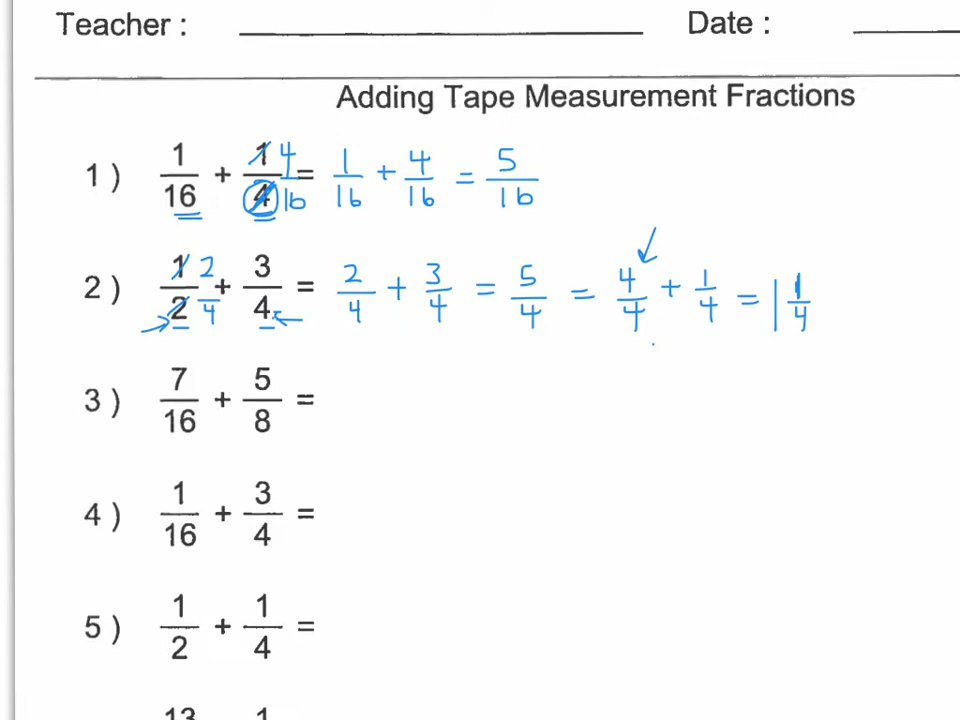 Teacher : Date :
Adding Tape Measurement Fractions
1 ) 1/16 + 1/4 4/16 = 1/16 + 4/16 = 5/16
2 ) 1/2 2/4 + 3/4 = 2/4 + 3/4 = 5/4 = 4/4 + 1/4 = 1 1/4
3 ) 7/16 + 5/8 =
4 ) 1/16 + 3/4 =
5 ) 1/2 + 1/4 =
13 1